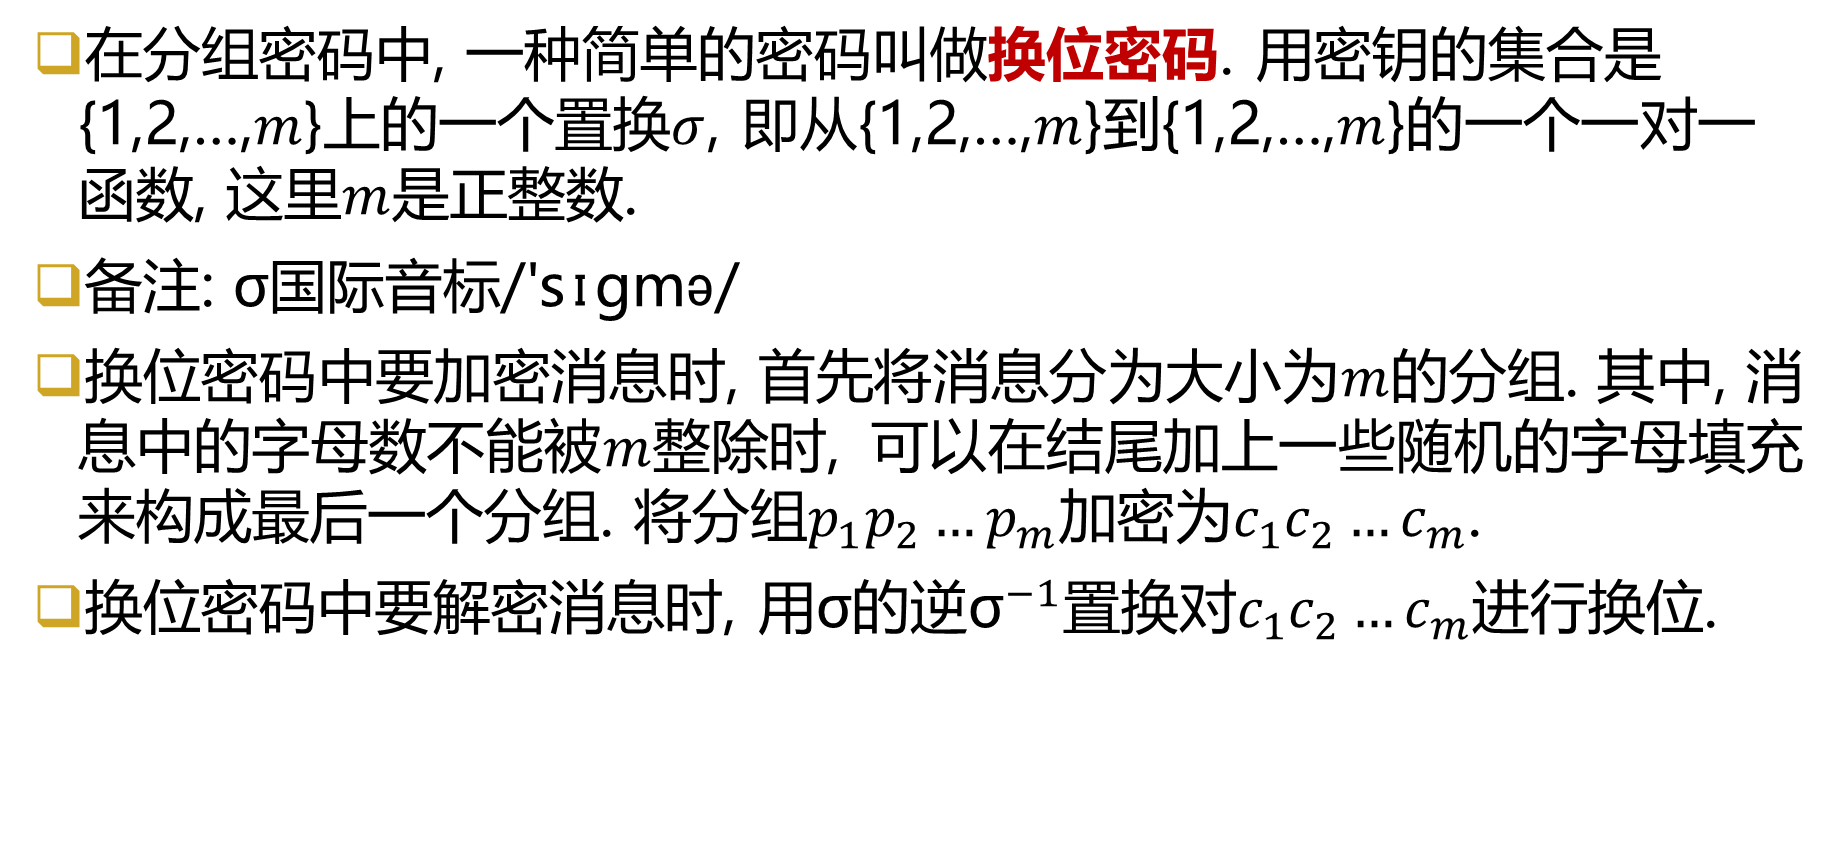 在分组密码中, 一种简单的密码叫做换位密码. 用密钥的集合是
{1,2,…,m}上的一个置换σ, 即从{1,2,…,m}到{1,2,…,m}的一个一对一
函数, 这里m是正整数.
备注: σ国际音标/'sɪgmə/
换位密码中要加密消息时, 首先将消息分为大小为m的分组. 其中, 消
息中的字母数不能被m整除时, 可以在结尾加上一些随机的字母填充
来构成最后一个分组. 将分组p₁p₂ … pₘ加密为c₁c₂ … cₘ.
换位密码中要解密消息时, 用σ的逆σ⁻¹置换对c₁c₂ … cₘ进行换位.